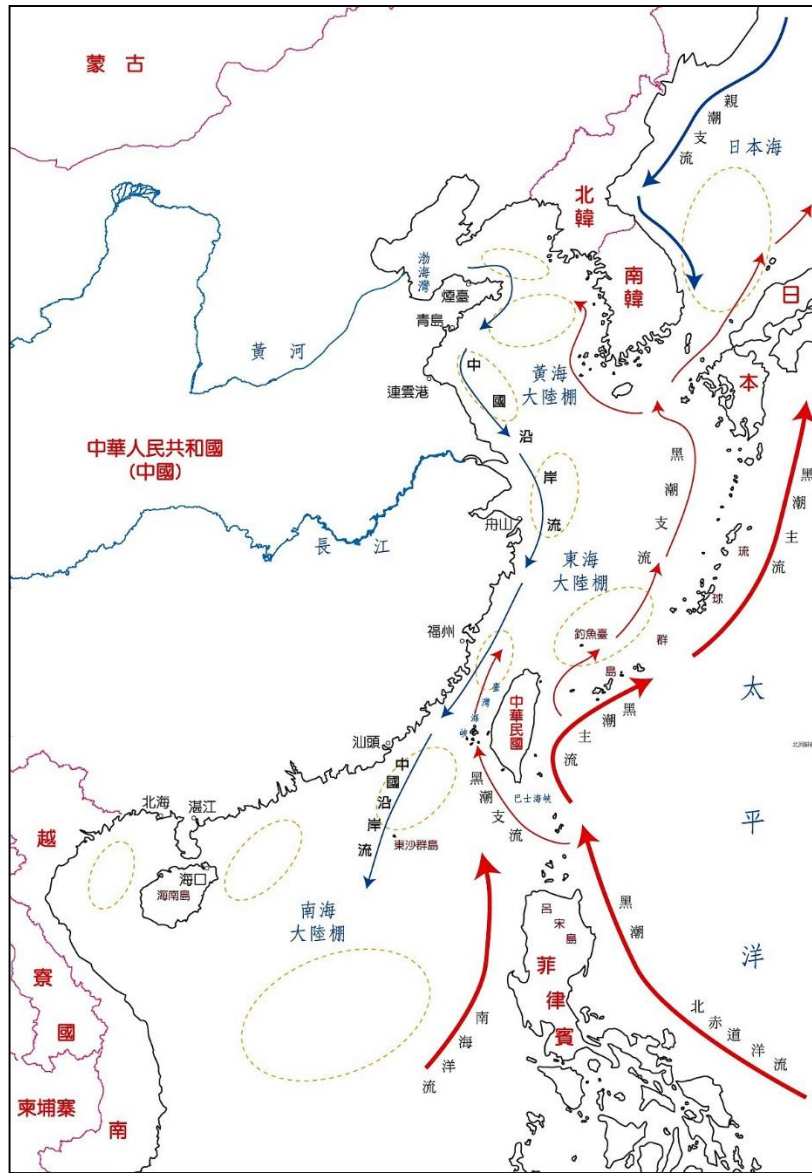 蒙古
親潮支流
日本海
北韓
南韓
日本
渤海灣
煙臺
青島
黃河
黃海
大陸棚
連雲港
中國沿岸流
中華人民共和國
(中國)
黑潮支流
黑潮主流
舟山
長江
東海
大陸棚
琉球群島
釣魚臺
福州
臺灣海峽
中華民國
黑潮主流
太平洋
汕頭
中國沿岸流
黑潮支流
巴士海峽
北海
湛江
越南
海口
海南島
東沙群島
南海
大陸棚
呂宋島
黑潮
菲律賓
寮國
南海洋流
北赤道洋流
柬埔寨